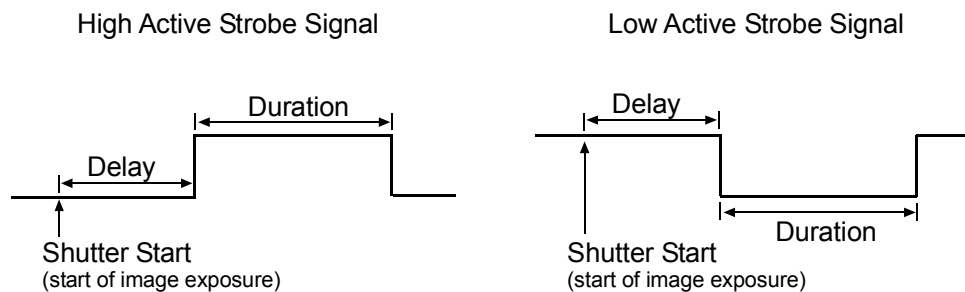 High Active Strobe Signal
Duration
Delay
Shutter Start
(start of image exposure)
Low Active Strobe Signal
Delay
Duration
Shutter Start
(start of image exposure)